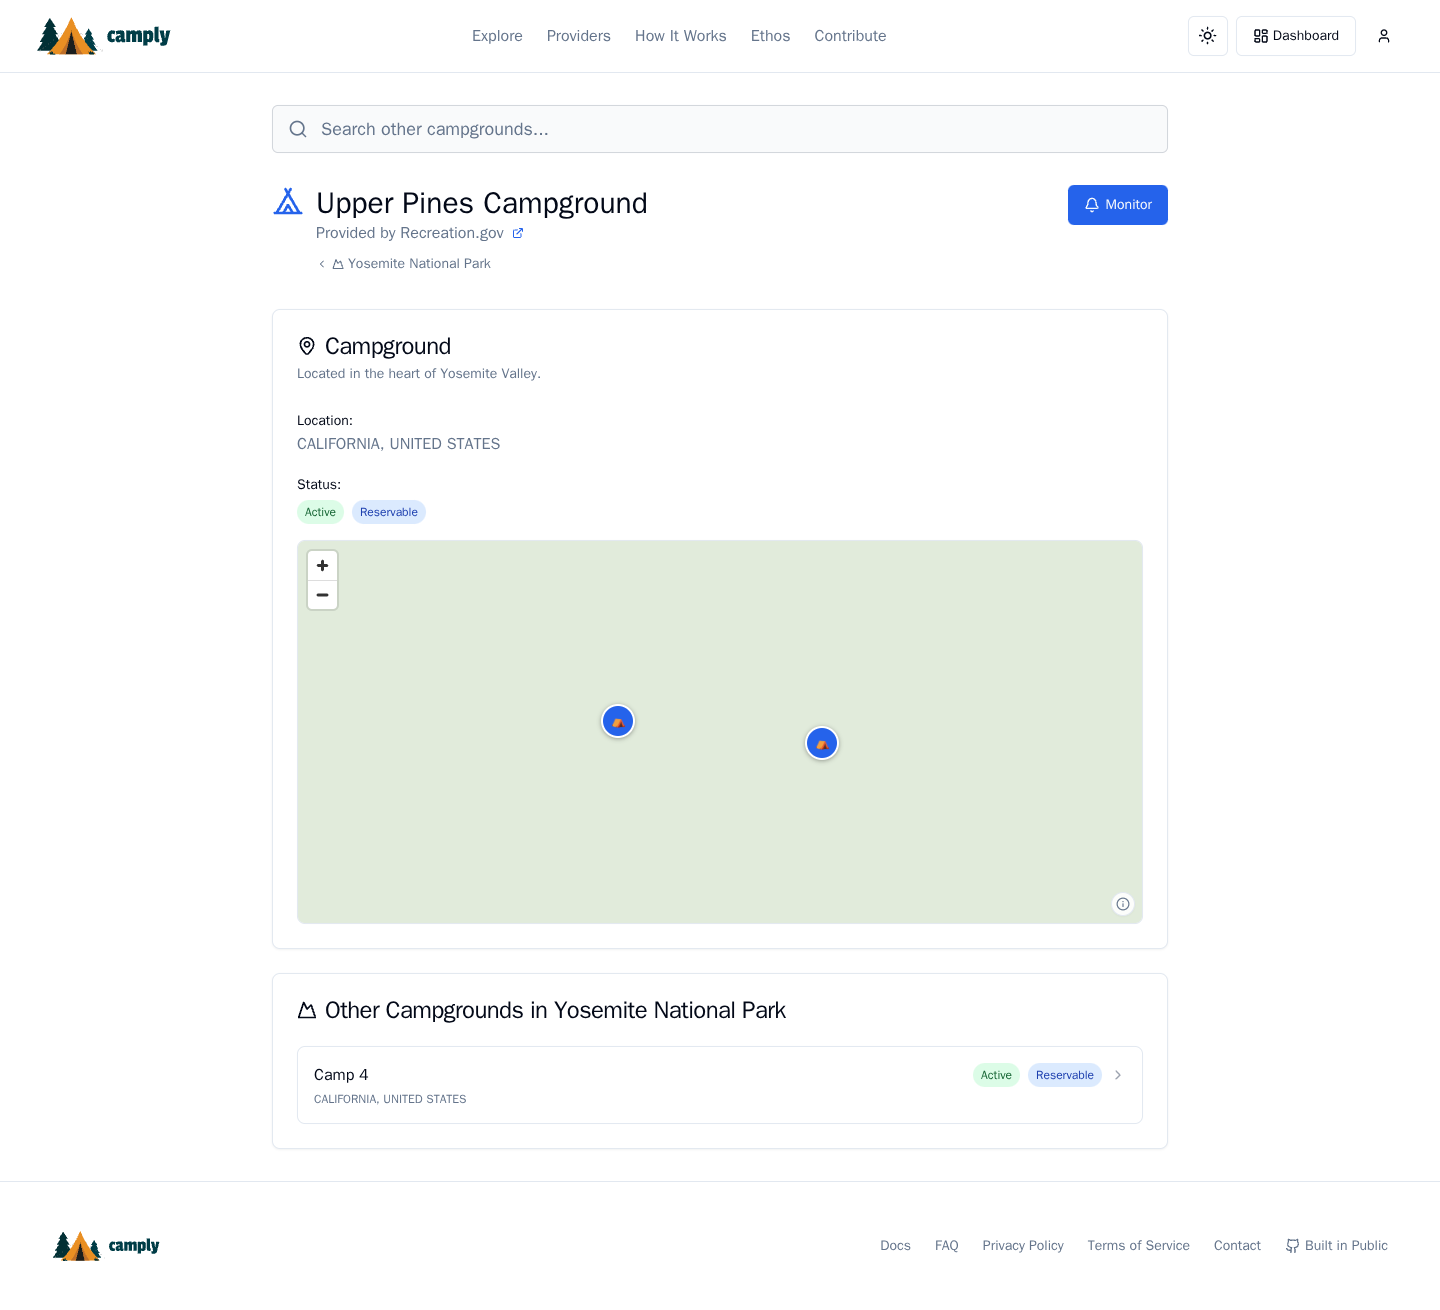 camply
Explore
Providers
How It Works
Ethos
Contribute
Dashboard
Search other campgrounds...
Upper Pines Campground
Monitor
Provided by Recreation.gov
Yosemite National Park
Campground
Located in the heart of Yosemite Valley.
Location:
CALIFORNIA, UNITED STATES
Status:
Active
Reservable
Other Campgrounds in Yosemite National Park
Camp 4
Active
Reservable
CALIFORNIA, UNITED STATES
camply
Docs
FAQ
Privacy Policy
Terms of Service
Contact
Built in Public